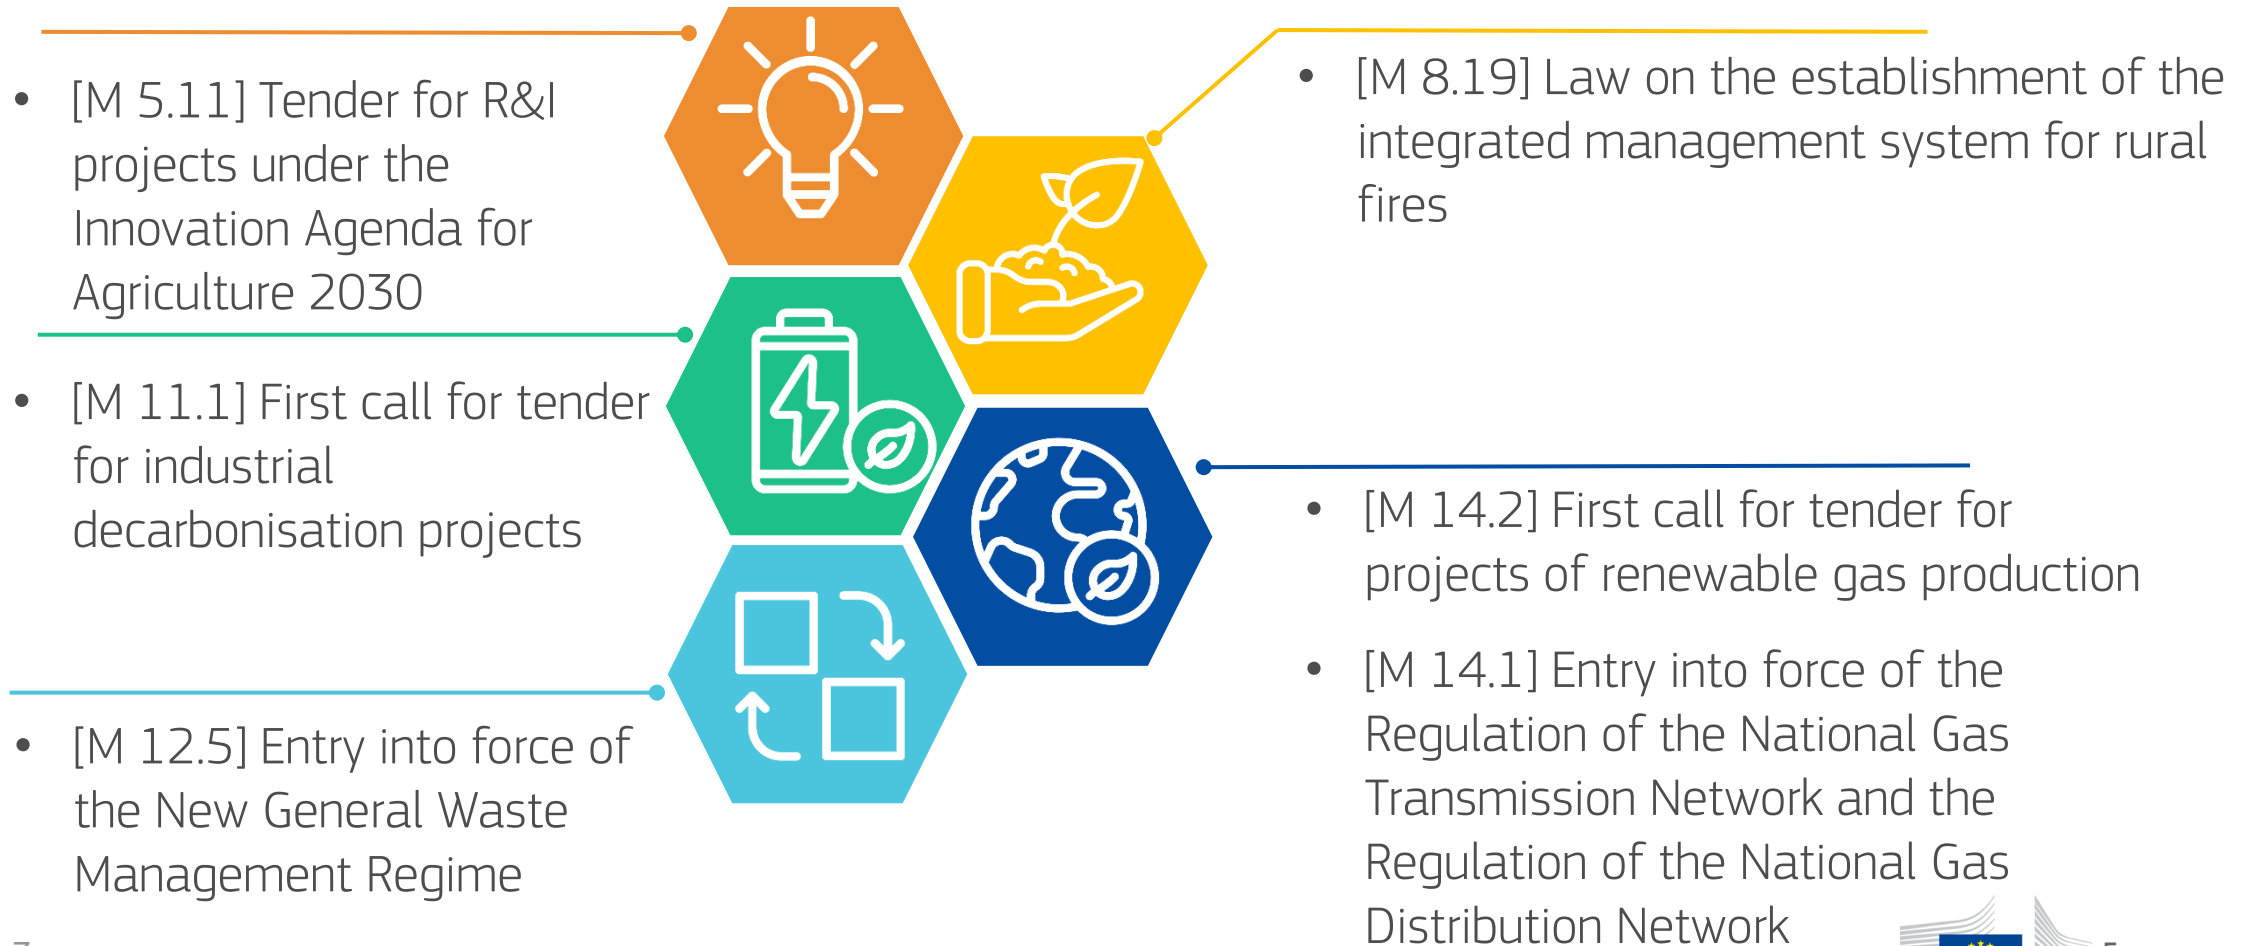 • [M 5.11] Tender for R&I
projects under the
Innovation Agenda for
Agriculture 2030
• [M 11.1] First call for tender
for industrial
decarbonisation projects
• [M 12.5] Entry into force of
the New General Waste
Management Regime
• [M 8.19] Law on the establishment of the
integrated management system for rural
fires
• [M 14.2] First call for tender for
projects of renewable gas production
• [M 14.1] Entry into force of the
Regulation of the National Gas
Transmission Network and the
Regulation of the National Gas
Distribution Network